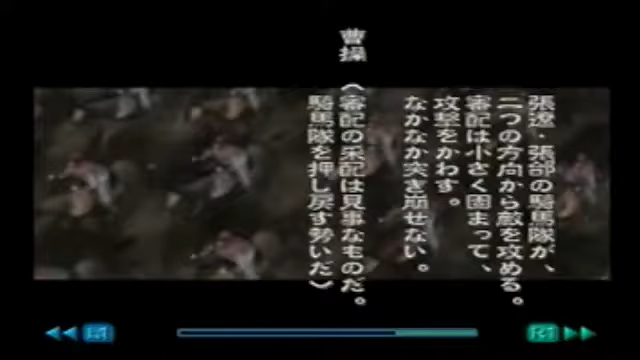 張遼・張郃の騎馬隊が、
二つの方向から敵を攻める。
審配は小さく固まって、
攻撃をかわす。
なかなか突き崩せない。
曹操（審配の采配は見事なものだ。
騎馬隊を押し戻す勢いだ）
L1
R1